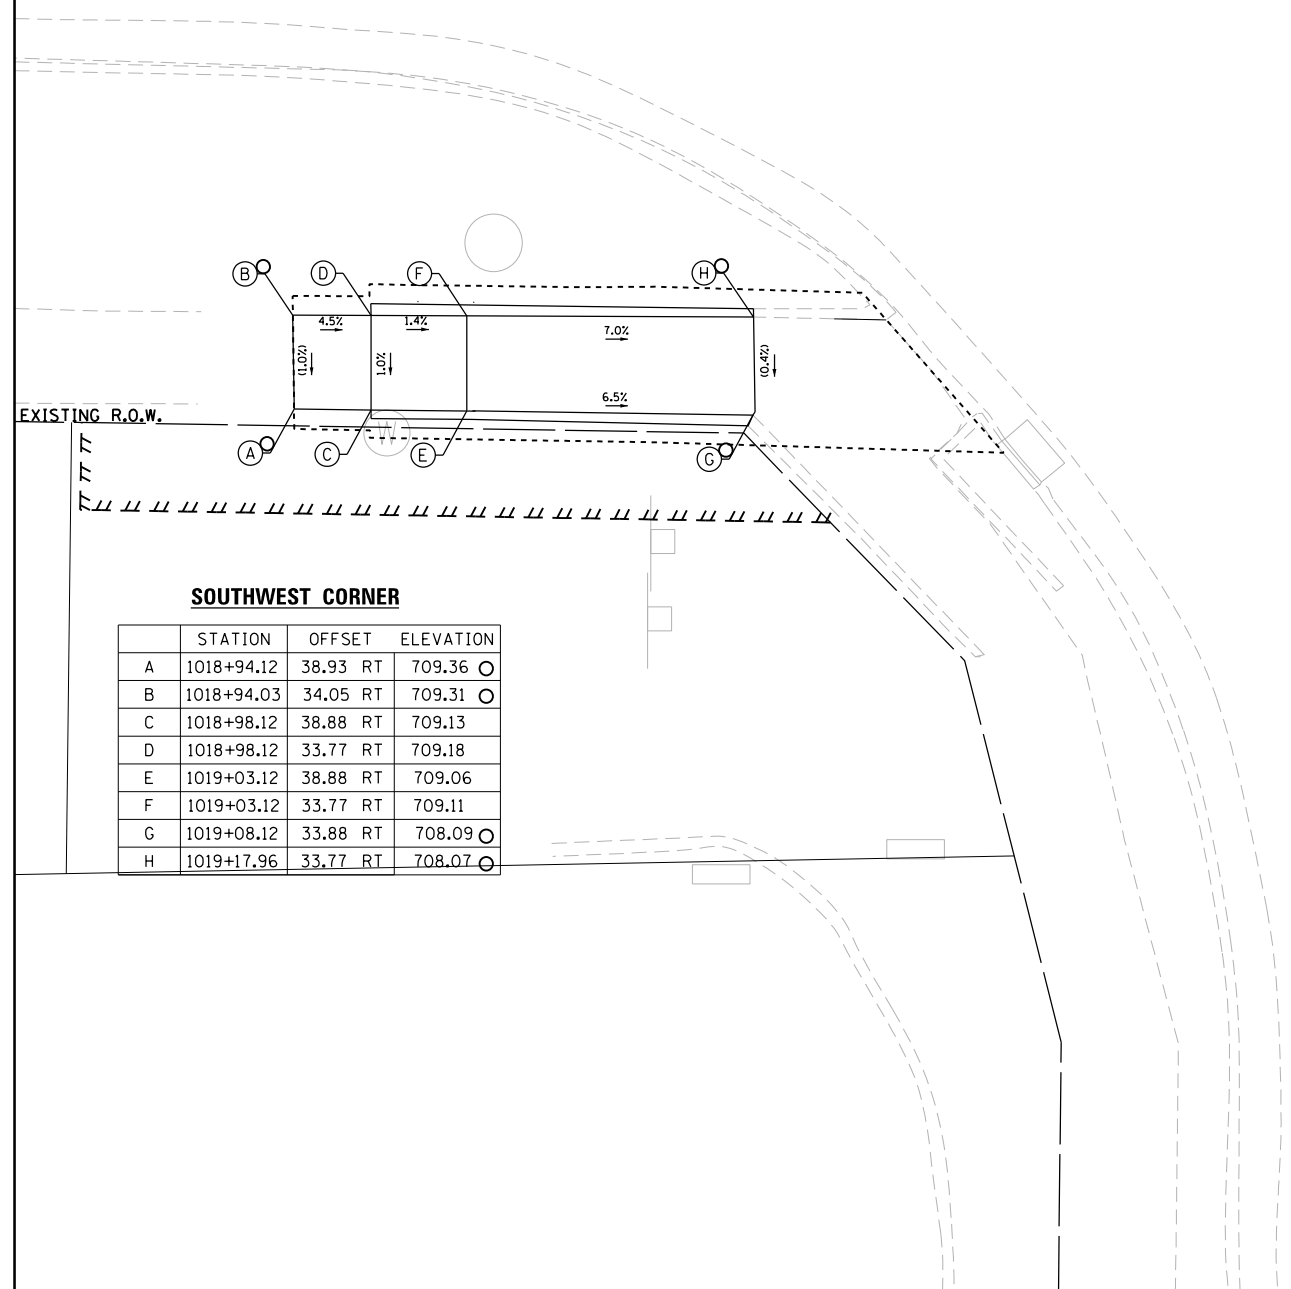 B D F H
4.5% 1.4% 7.0%
(1.0%) 1.0% (0.4%)
6.5%
EXISTING R.O.W.
W
A C E G
SOUTHWEST CORNER
STATION OFFSET ELEVATION
A 1018+94.12 38.93 RT 709.36
B 1018+94.03 34.05 RT 709.31
C 1018+98.12 38.88 RT 709.13
D 1018+98.12 33.77 RT 709.18
E 1019+03.12 38.88 RT 709.06
F 1019+03.12 33.77 RT 709.11
G 1019+08.12 33.88 RT 708.09
H 1019+17.96 33.77 RT 708.07